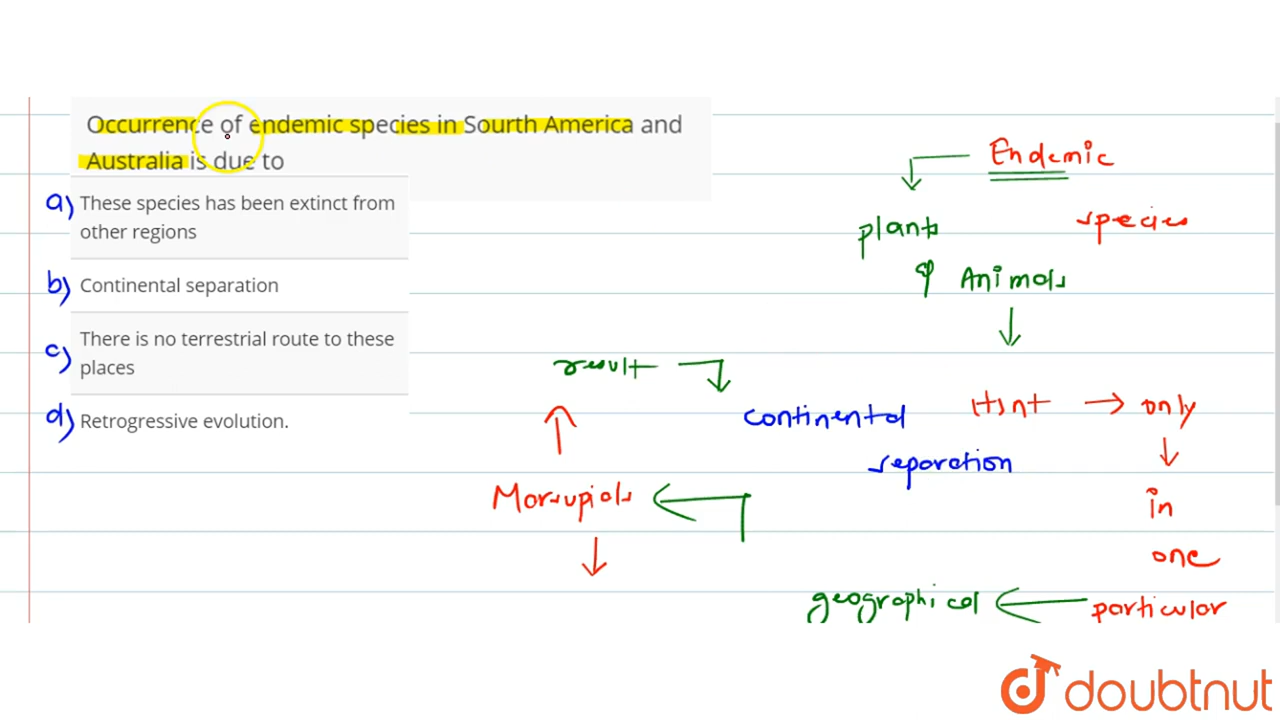 Occurrence of endemic species in Sourth America and
Australia is due to
a) These species has been extinct from
other regions
b) Continental separation
c) There is no terrestrial route to these
places
d) Retrogressive evolution.
Endemic
species
plants
Animals
result
continental
separation
only
in
one
particular
geographical
Marsupials
doubtnut